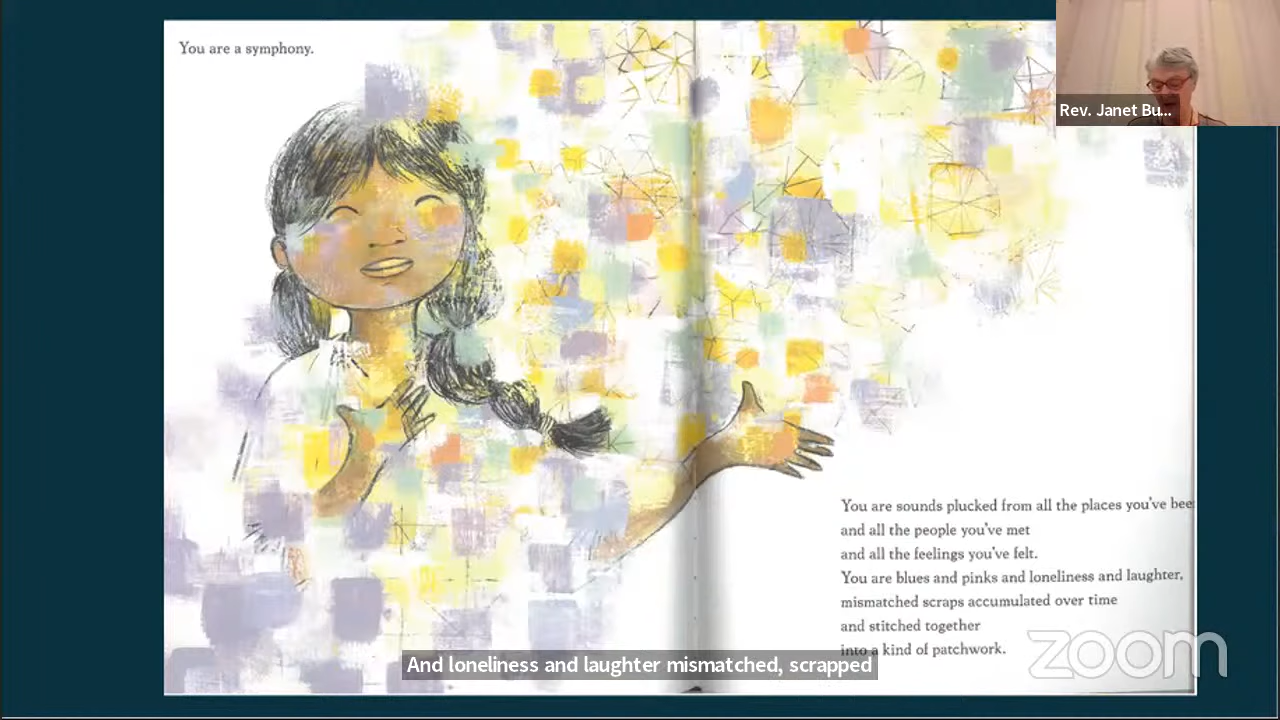 You are a symphony.
Rev. Janet Bu...
You are sounds plucked from all the places you've bee
and all the people you've met
and all the feelings you've felt.
You are blues and pinks and loneliness and laughter,
mismatched scraps accumulated over time
and stitched together
into a kind of patchwork.
And loneliness and laughter mismatched, scrapped
zoom